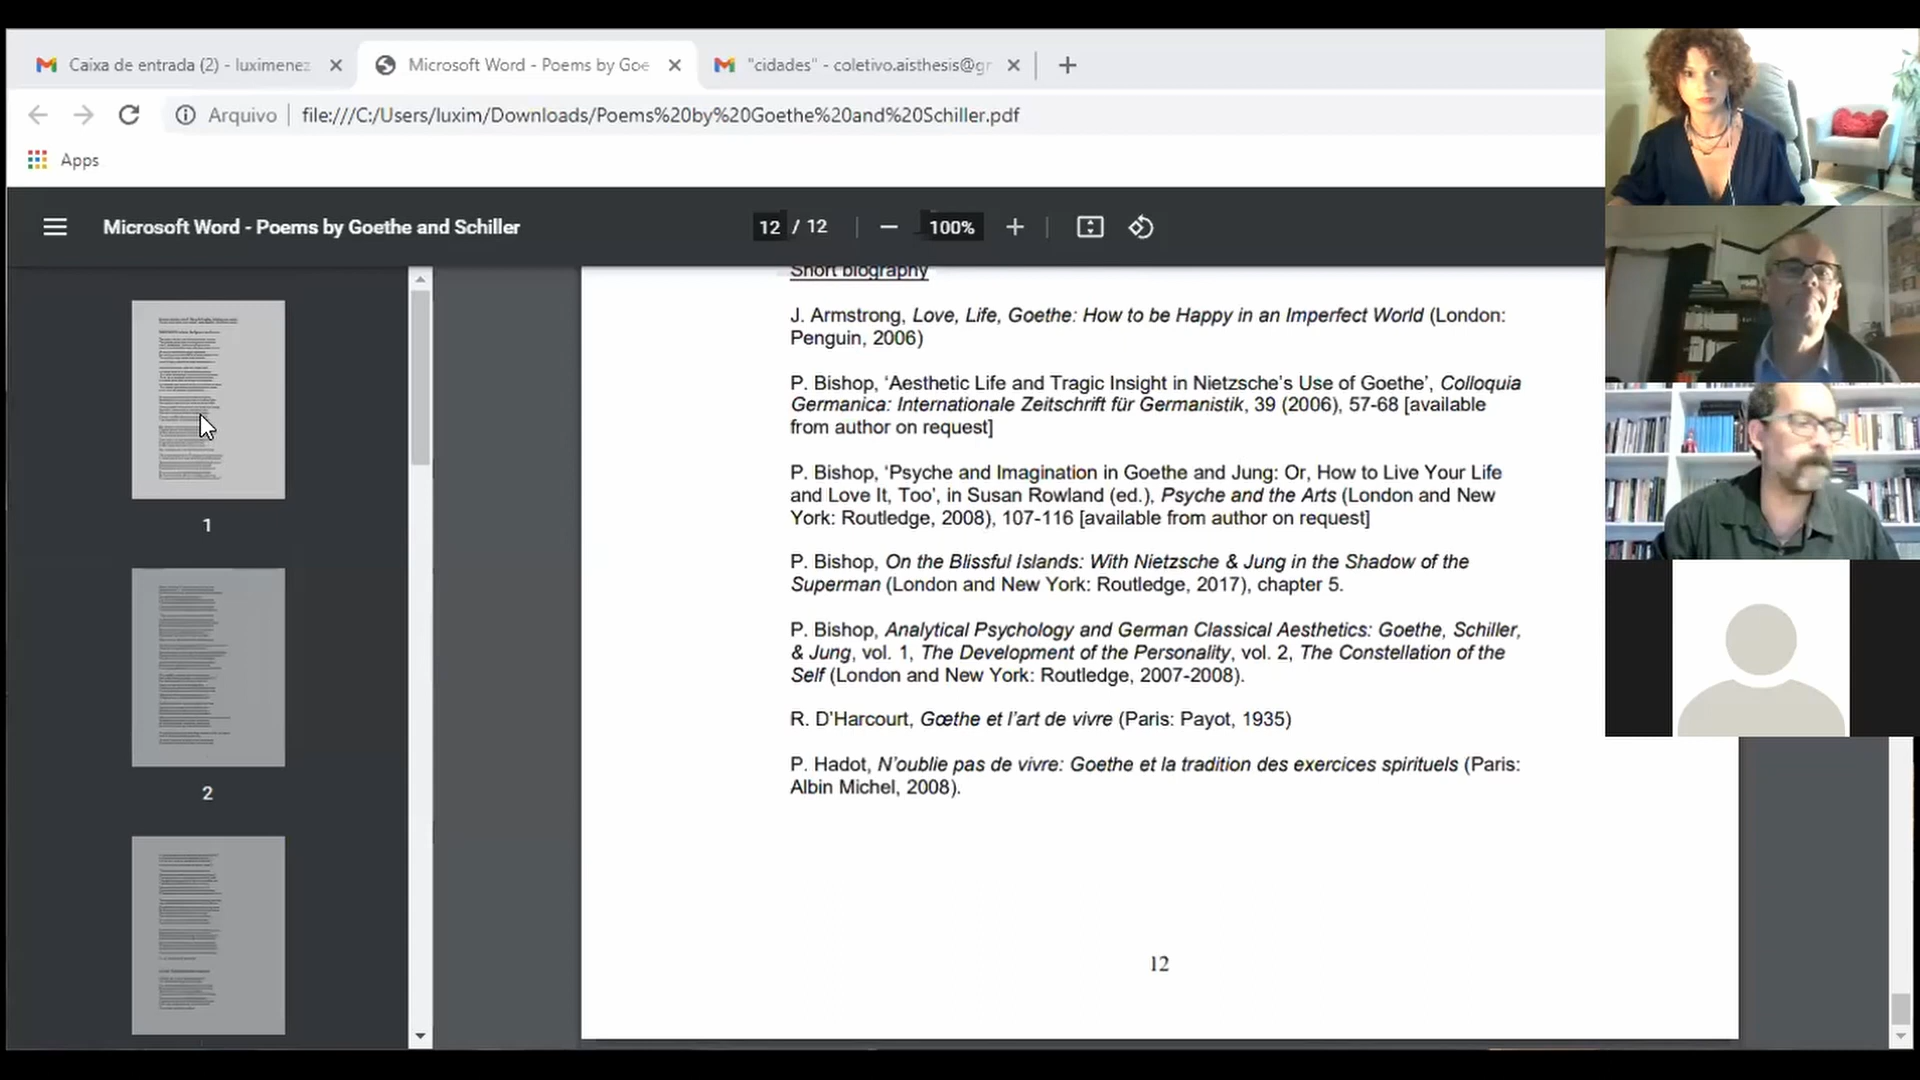 Caixa de entrada (2) - luximenez
Microsoft Word - Poems by Goe
"cidades" - coletivo.aisthesis@gr
Arquivo
file:///C:/Users/luxim/Downloads/Poems%20by%20Goethe%20and%20Schiller.pdf
Apps
Microsoft Word - Poems by Goethe and Schiller
12 / 12
100%
1
2
Short biography
J. Armstrong, Love, Life, Goethe: How to be Happy in an Imperfect World (London:
Penguin, 2006)
P. Bishop, ‘Aesthetic Life and Tragic Insight in Nietzsche’s Use of Goethe’, Colloquia
Germanica: Internationale Zeitschrift für Germanistik, 39 (2006), 57-68 [available
from author on request]
P. Bishop, ‘Psyche and Imagination in Goethe and Jung: Or, How to Live Your Life
and Love It, Too’, in Susan Rowland (ed.), Psyche and the Arts (London and New
York: Routledge, 2008), 107-116 [available from author on request]
P. Bishop, On the Blissful Islands: With Nietzsche & Jung in the Shadow of the
Superman (London and New York: Routledge, 2017), chapter 5.
P. Bishop, Analytical Psychology and German Classical Aesthetics: Goethe, Schiller,
& Jung, vol. 1, The Development of the Personality, vol. 2, The Constellation of the
Self (London and New York: Routledge, 2007-2008).
R. D’Harcourt, Gœthe et l’art de vivre (Paris: Payot, 1935)
P. Hadot, N’oublie pas de vivre: Goethe et la tradition des exercices spirituels (Paris:
Albin Michel, 2008).
12